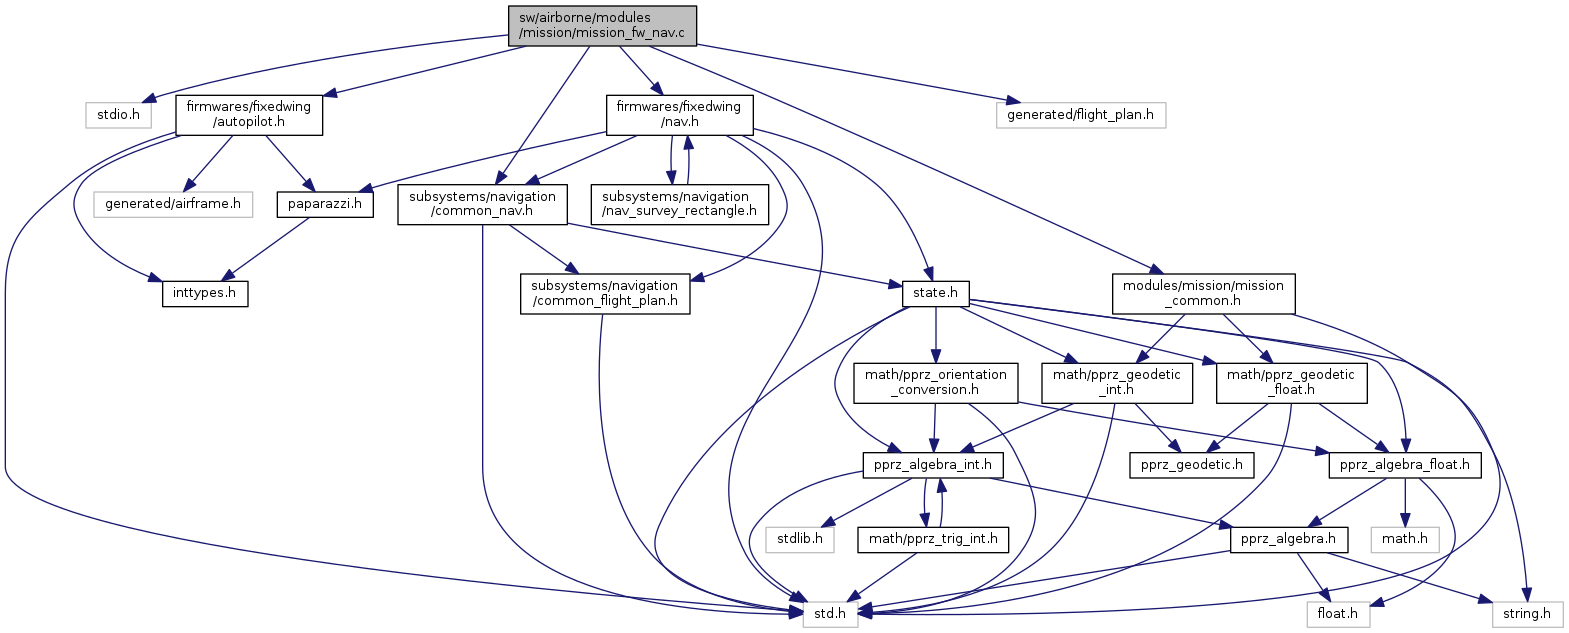 sw/airborne/modules
/mission/mission_fw_nav.c
stdio.h
firmwares/fixedwing
/autopilot.h
firmwares/fixedwing
/nav.h
generated/flight_plan.h
generated/airframe.h
paparazzi.h
subsystems/navigation
/common_nav.h
subsystems/navigation
/nav_survey_rectangle.h
inttypes.h
subsystems/navigation
/common_flight_plan.h
state.h
modules/mission/mission
_common.h
math/pprz_orientation
_conversion.h
math/pprz_geodetic
_int.h
math/pprz_geodetic
_float.h
pprz_algebra_int.h
pprz_geodetic.h
pprz_algebra_float.h
stdlib.h
math/pprz_trig_int.h
pprz_algebra.h
math.h
std.h
float.h
string.h